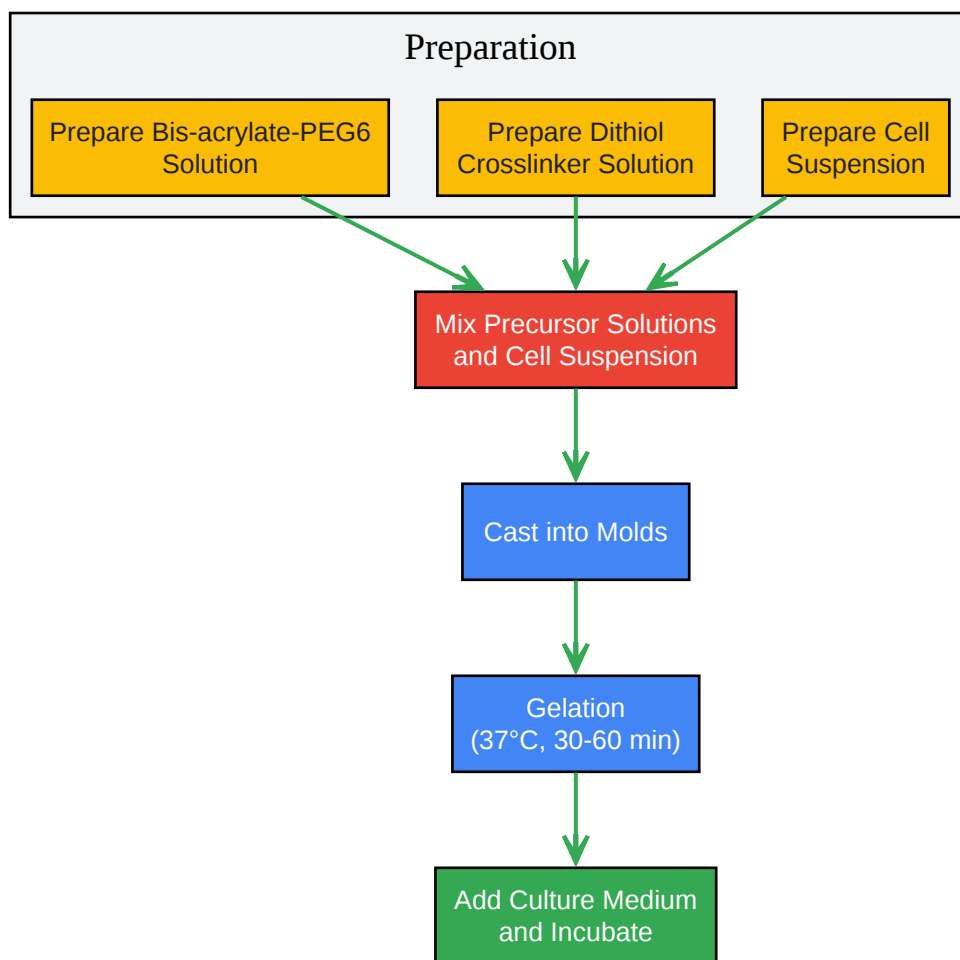 Preparation
Prepare Bis-acrylate-PEG6
Solution
Prepare Dithiol
Crosslinker Solution
Prepare Cell
Suspension
Mix Precursor Solutions
and Cell Suspension
Cast into Molds
Gelation
(37°C, 30-60 min)
Add Culture Medium
and Incubate